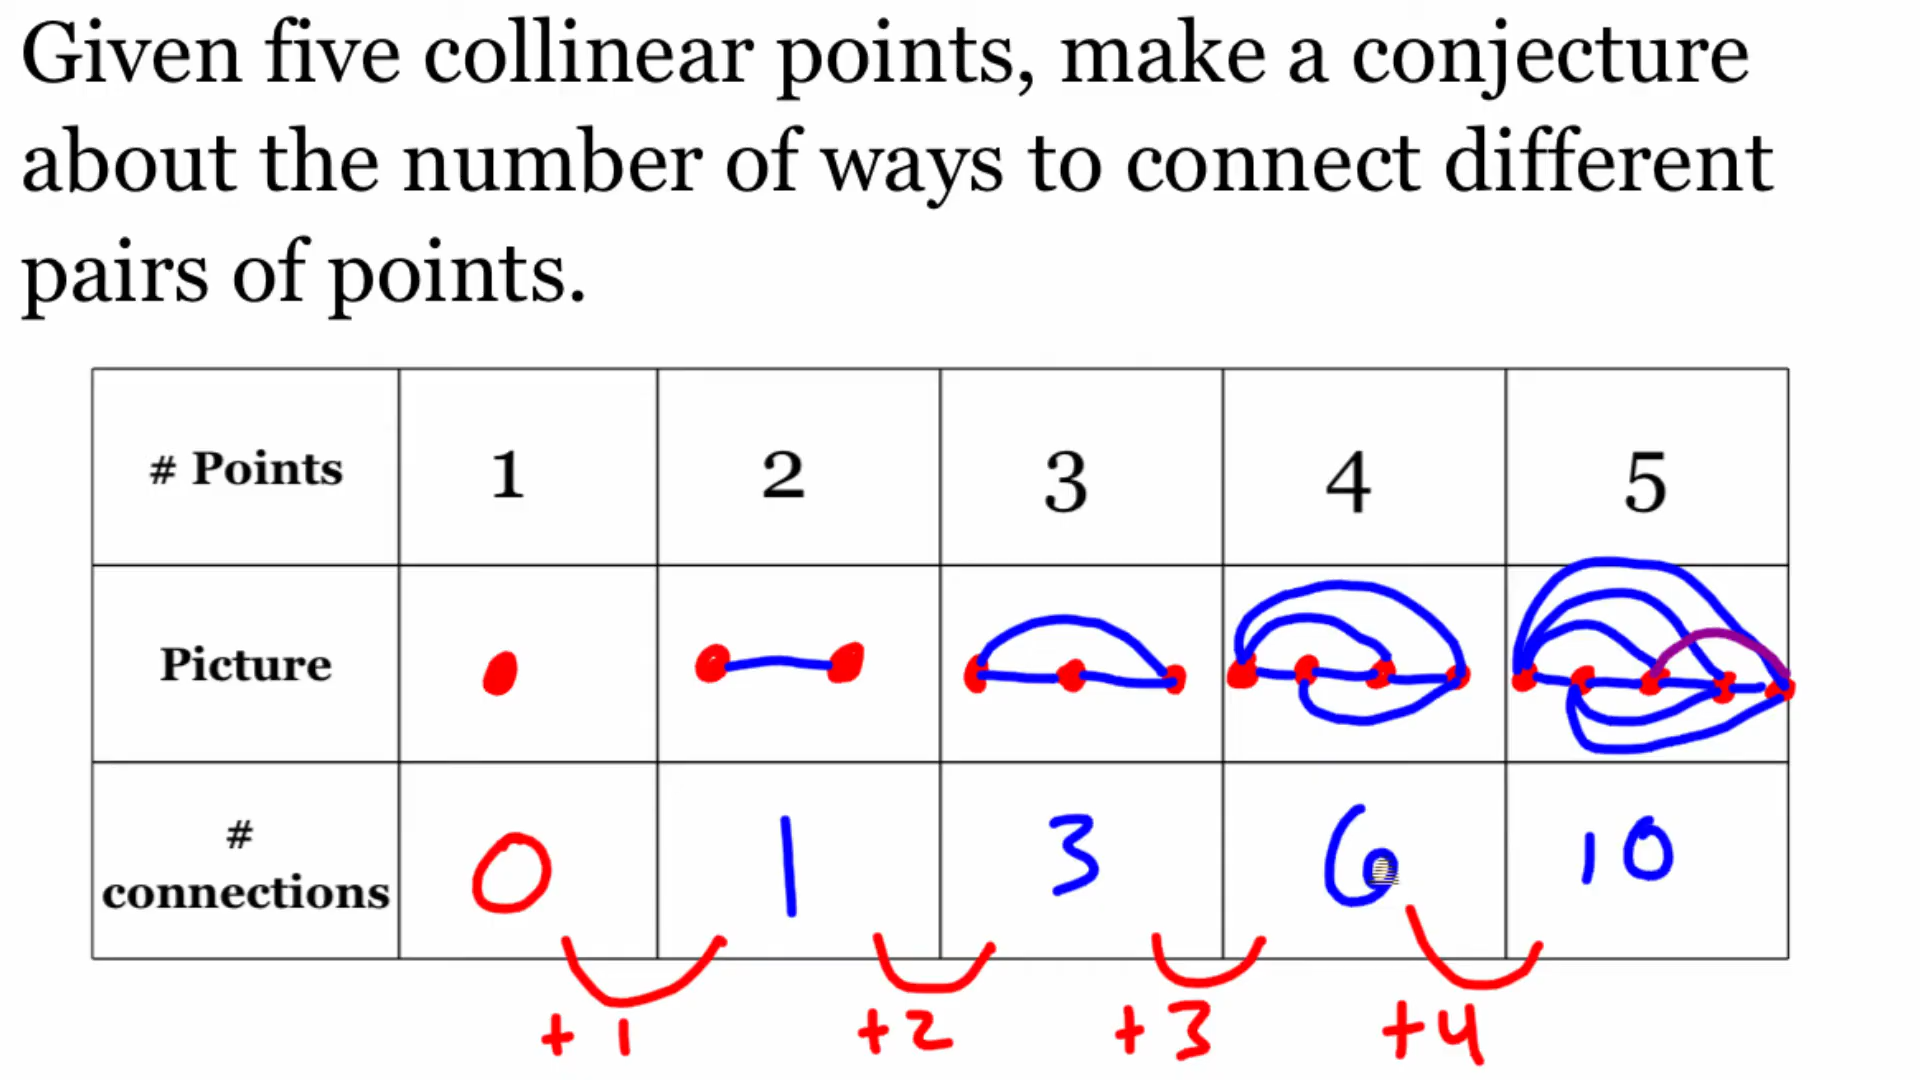 Given five collinear points, make a conjecture
about the number of ways to connect different
pairs of points.
# Points 1 2 3 4 5
Picture
#
connections 0 1 3 6 10
+1 +2 +3 +4